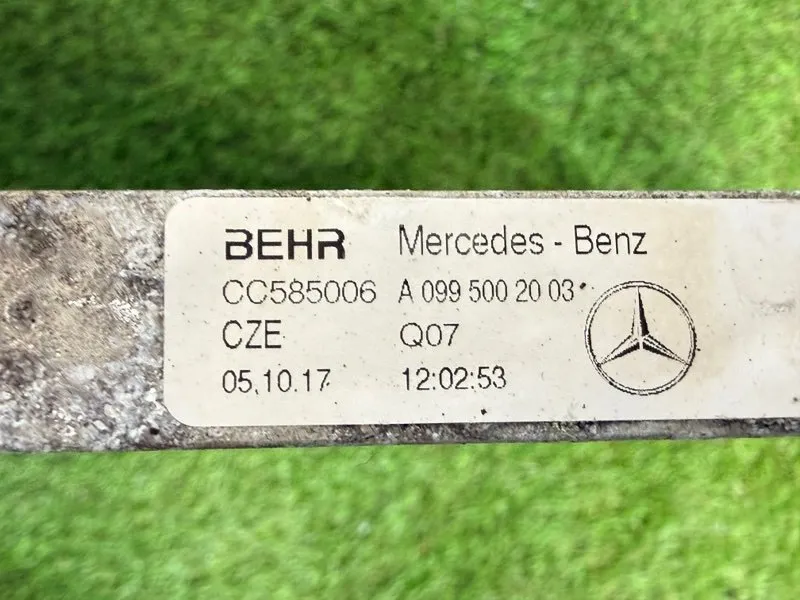 BEHR Mercedes - Benz
CC585006 A 099 500 20 03
CZE Q07
05.10.17 12:02:53